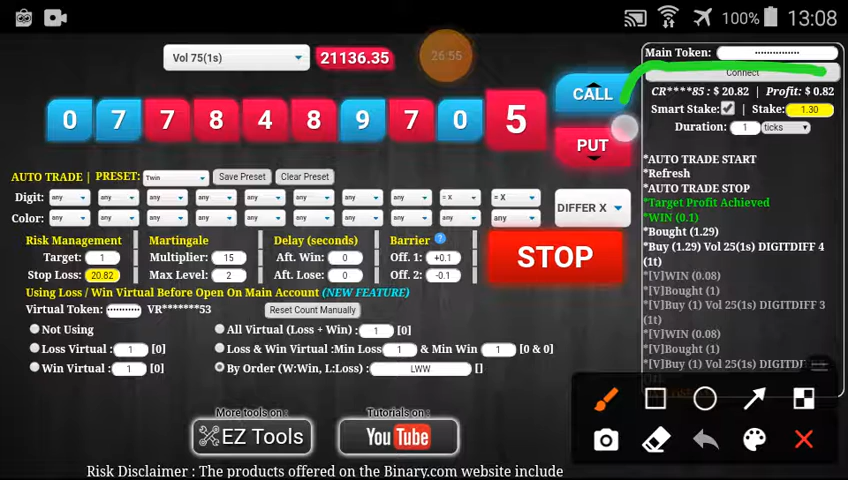 100% 13:08
Vol 75(1s)
21136.35
26:55
Main Token: ••••••••••••••
Connect
CR****85 : $ 20.82 | Profit: $ 0.82
Smart Stake: Stake: 1.30
Duration: 1 ticks
0 7 7 8 4 8 9 7 0 5
CALL
PUT
AUTO TRADE | PRESET: Twin Save Preset Clear Preset
Digit: any any any any any any any any = X = X
Color: any any any any any any any any any any
DIFFER X
Risk Management Martingale Delay (seconds) Barrier ?
Target: 1 Multiplier: 15 Aft. Win: 0 Off. 1: +0.1
Stop Loss: 20.82 Max Level: 2 Aft. Loss: 0 Off. 2: -0.1
STOP
Using Loss / Win Virtual Before Open On Main Account (NEW FEATURE)
Virtual Token: •••••••••• VR*******53 Reset Count Manually
Not Using All Virtual (Loss + Win) : 1 [0]
Loss Virtual : 1 [0] Loss & Win Virtual :Min Loss 1 & Min Win 1 [0 & 0]
Win Virtual : 1 [0] By Order (W:Win, L:Loss) : LWW []
*AUTO TRADE START
*Refresh
*AUTO TRADE STOP
*Target Profit Achieved
*WIN (0.1)
*Bought (1.29)
*Buy (1.29) Vol 25(1s) DIGITDIFF 4
(1t)
*[V]WIN (0.08)
*[V]Bought (1)
*[V]Buy (1) Vol 25(1s) DIGITDIFF 3
(1t)
*[V]WIN (0.08)
*[V]Bought (1)
*[V]Buy (1) Vol 25(1s) DIGITDI
More tools on :
EZ Tools
Tutorials on :
YouTube
Risk Disclaimer : The products offered on the Binary.com website include